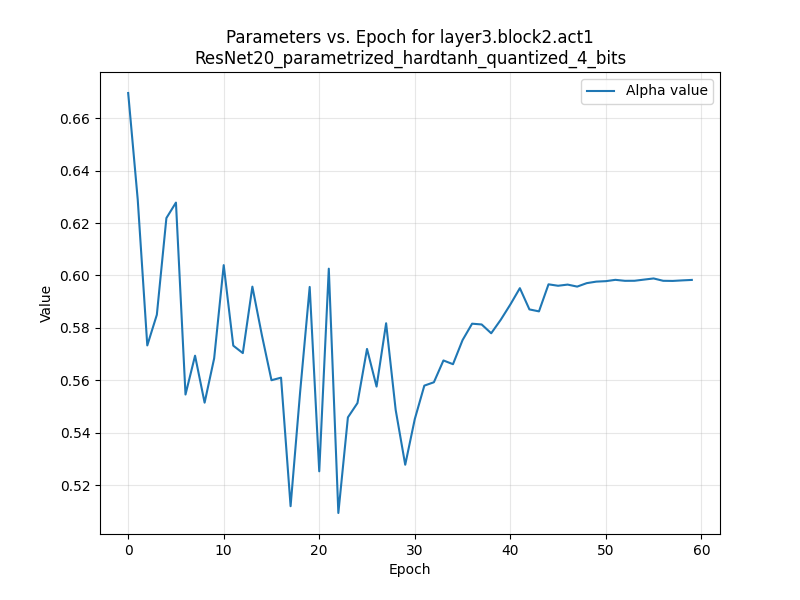 Parameters vs. Epoch for layer3.block2.act1
ResNet20_parametrized_hardtanh_quantized_4_bits
Alpha value
0.66
0.64
0.62
0.60
0.58
0.56
0.54
0.52
Value
0 10 20 30 40 50 60
Epoch